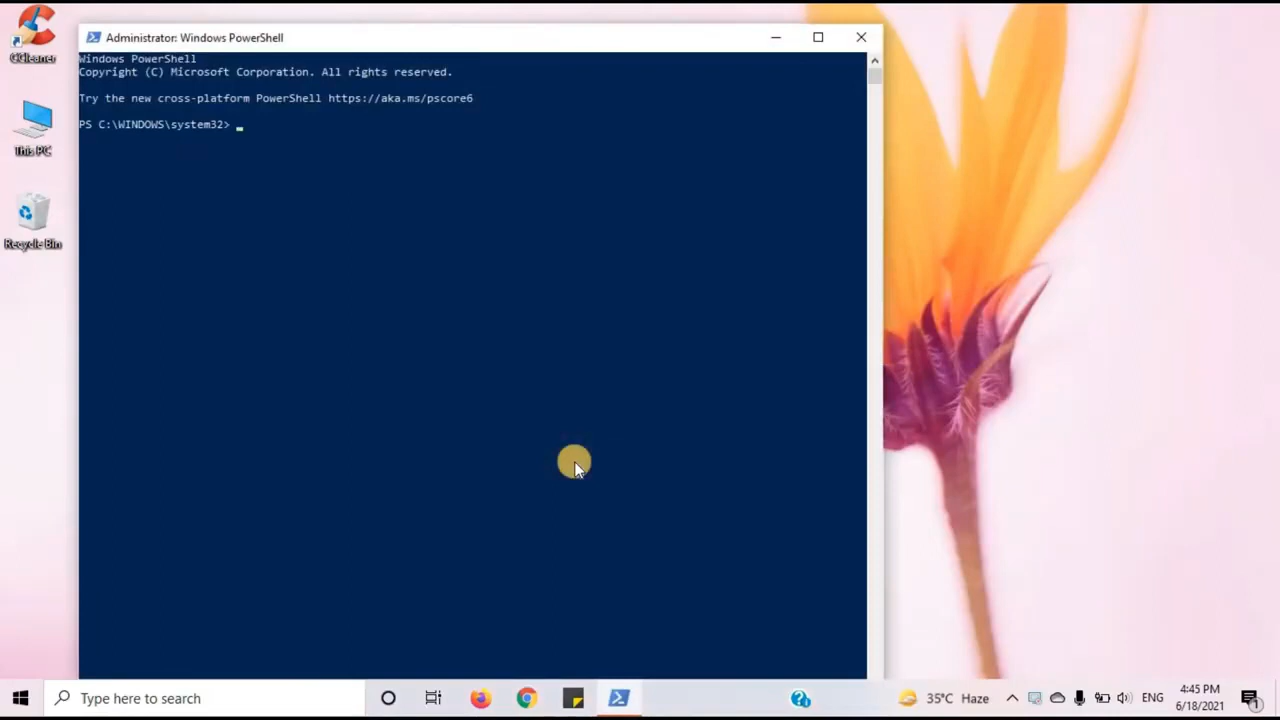 CCleaner
This PC
Recycle Bin
Administrator: Windows PowerShell
Windows PowerShell
Copyright (C) Microsoft Corporation. All rights reserved.
Try the new cross-platform PowerShell https://aka.ms/pscore6
PS C:\WINDOWS\system32>
Type here to search
35°C Haze
ENG
4:45 PM
6/18/2021
1